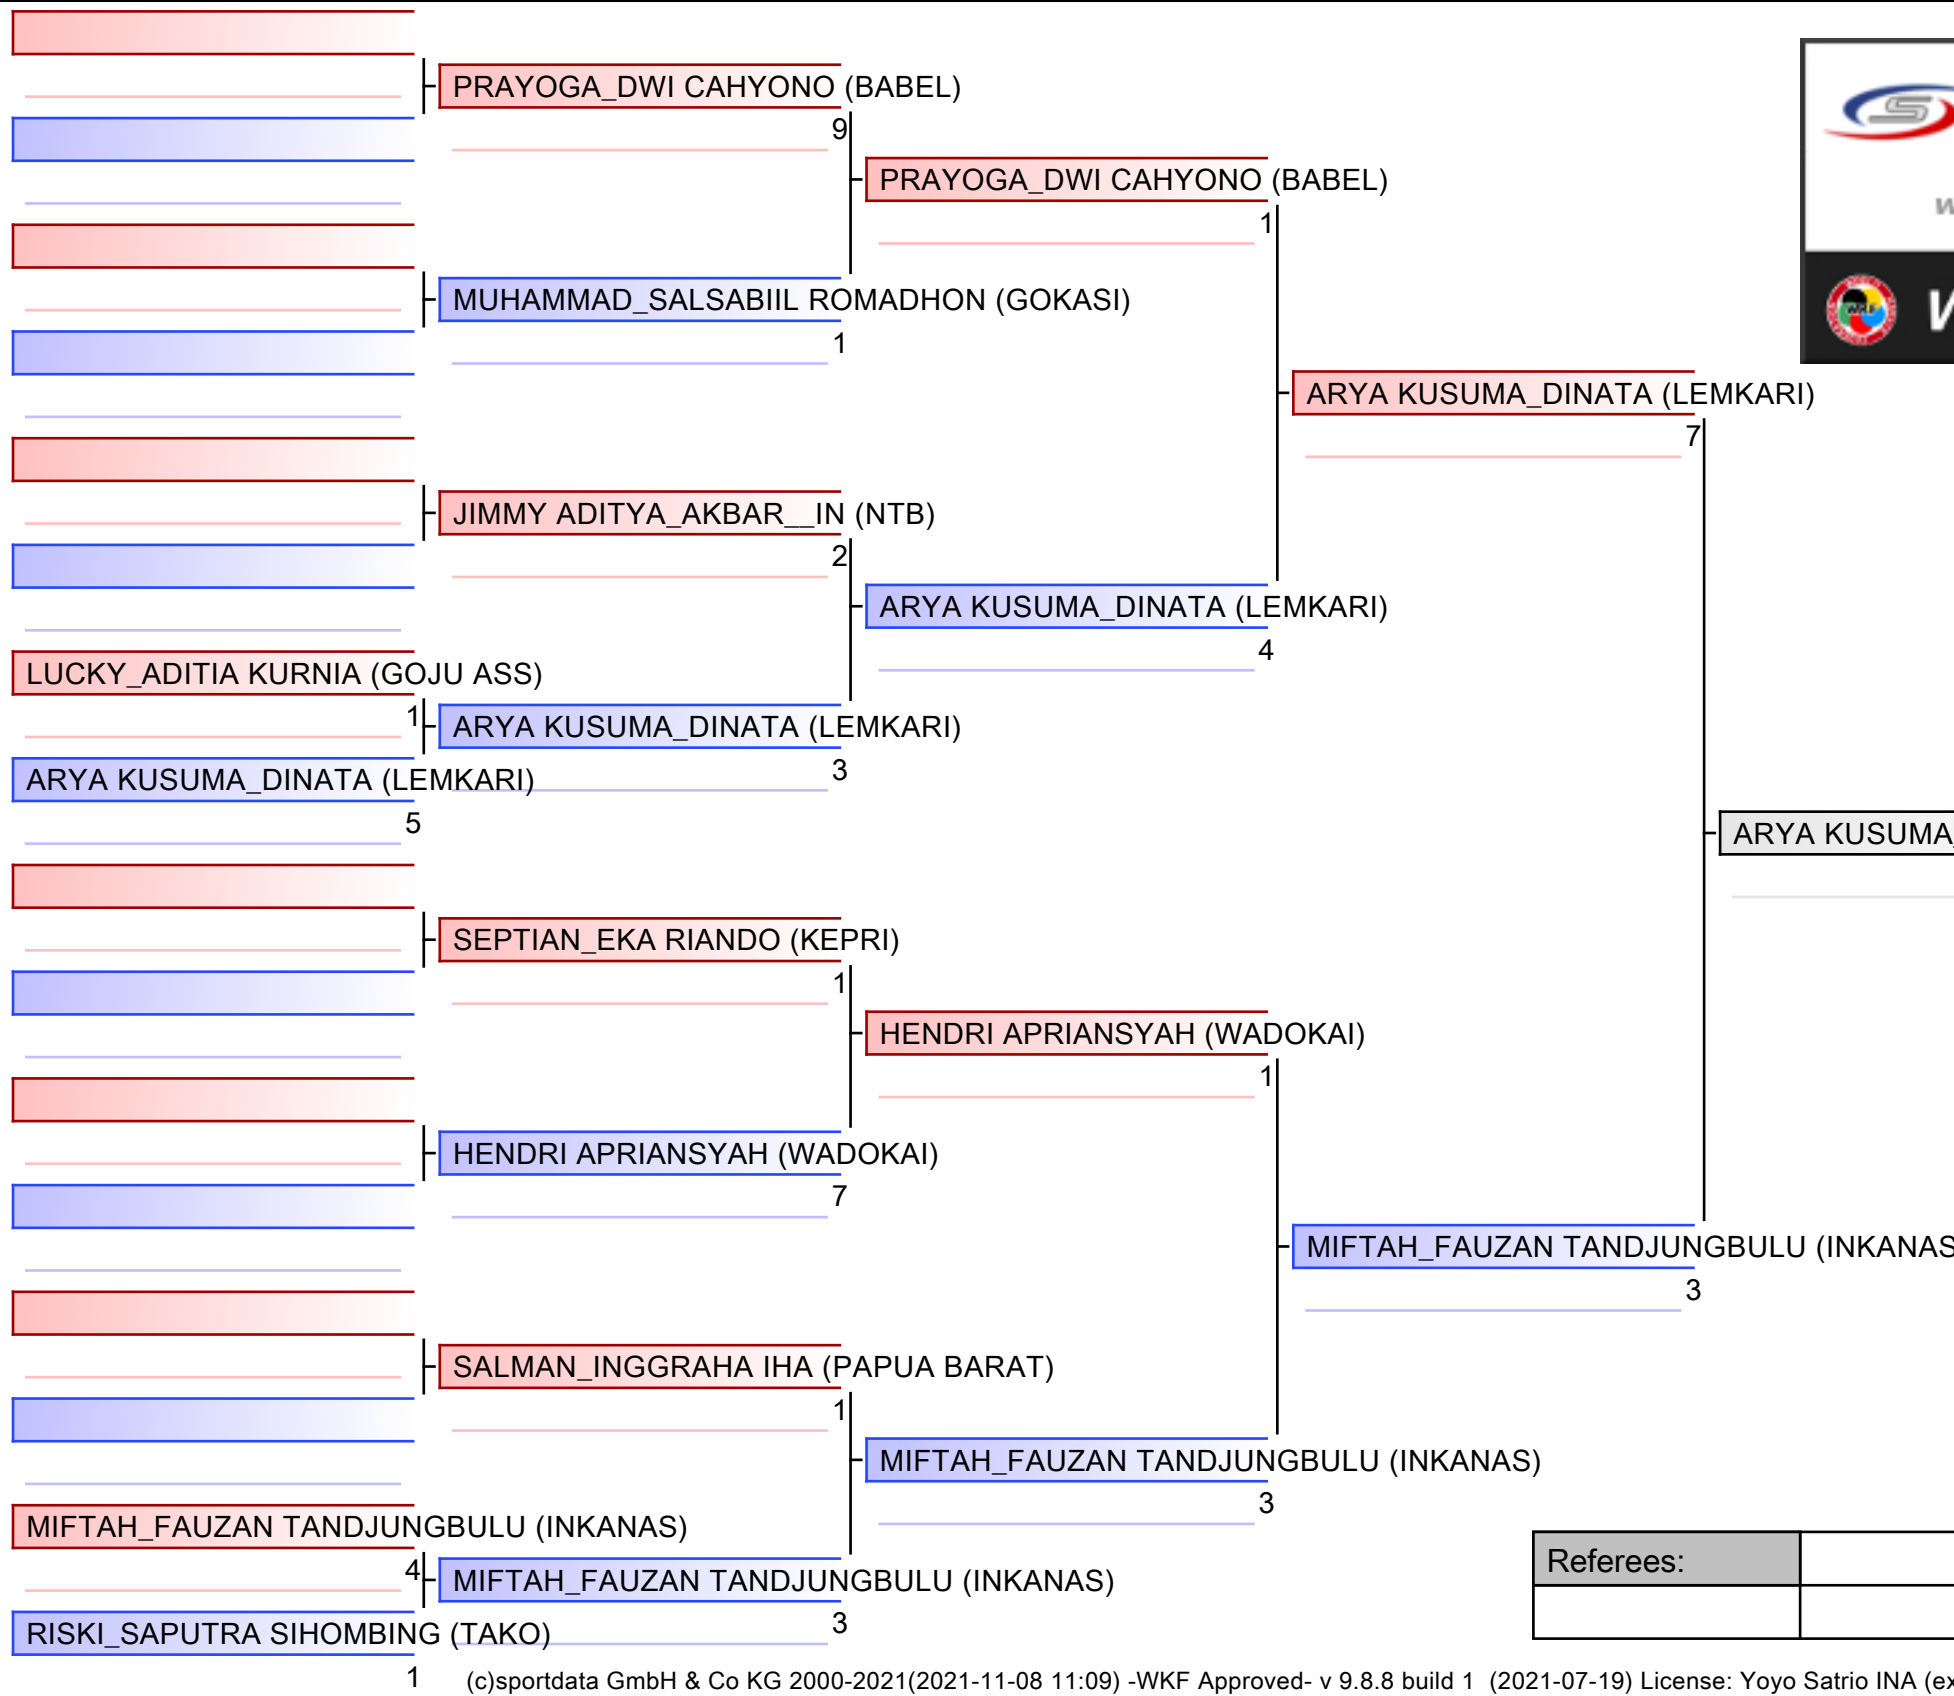 PRAYOGA_DWI CAHYONO (BABEL)
9
PRAYOGA_DWI CAHYONO (BABEL)
1
MUHAMMAD_SALSABIIL ROMADHON (GOKASI)
1
ARYA KUSUMA_DINATA (LEMKARI)
7
JIMMY ADITYA_AKBAR__IN (NTB)
2
ARYA KUSUMA_DINATA (LEMKARI)
4
LUCKY_ADITIA KURNIA (GOJU ASS)
1
ARYA KUSUMA_DINATA (LEMKARI)
3
ARYA KUSUMA_DINATA (LEMKARI)
5
ARYA KUSUMA_
SEPTIAN_EKA RIANDO (KEPRI)
1
HENDRI APRIANSYAH (WADOKAI)
1
HENDRI APRIANSYAH (WADOKAI)
7
MIFTAH_FAUZAN TANDJUNGBULU (INKANAS
3
SALMAN_INGGRAHA IHA (PAPUA BARAT)
1
MIFTAH_FAUZAN TANDJUNGBULU (INKANAS)
3
MIFTAH_FAUZAN TANDJUNGBULU (INKANAS)
4
MIFTAH_FAUZAN TANDJUNGBULU (INKANAS)
3
RISKI_SAPUTRA SIHOMBING (TAKO)
1
Referees:
(c)sportdata GmbH & Co KG 2000-2021(2021-11-08 11:09) -WKF Approved- v 9.8.8 build 1 (2021-07-19) License: Yoyo Satrio INA (ex